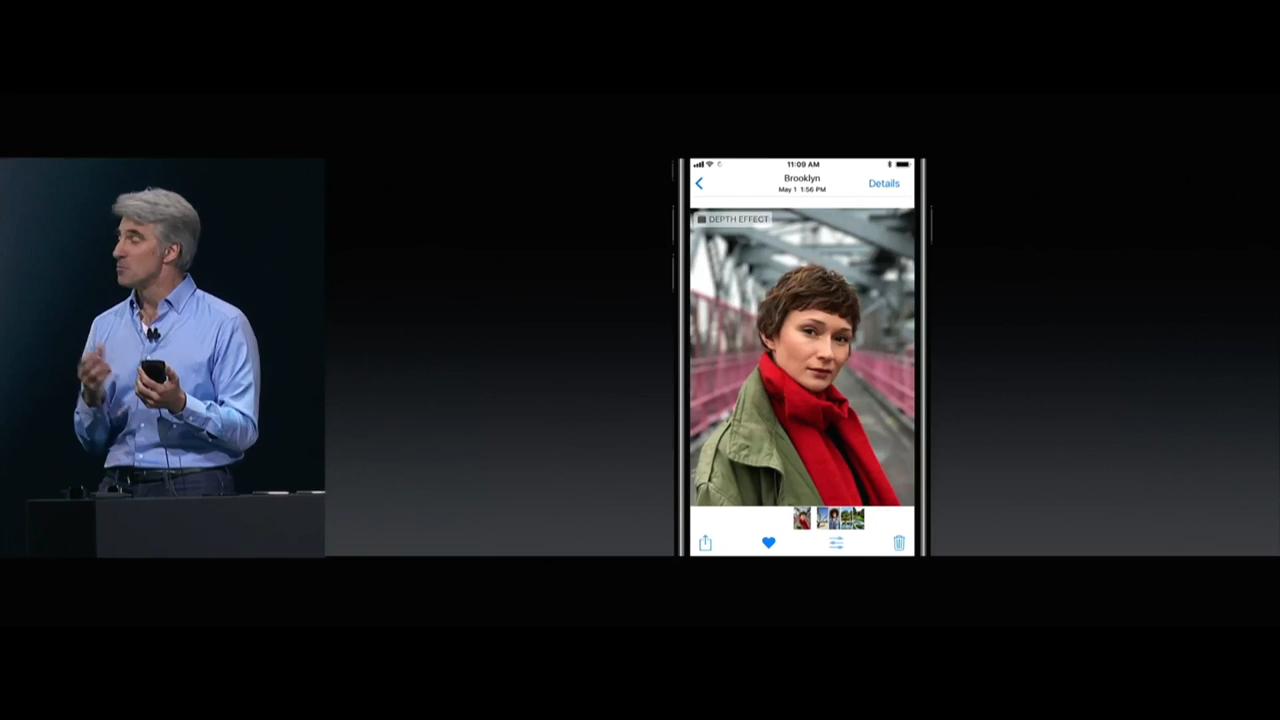 11:09 AM
Brooklyn
May 1 1:56 PM
Details
DEPTH EFFECT